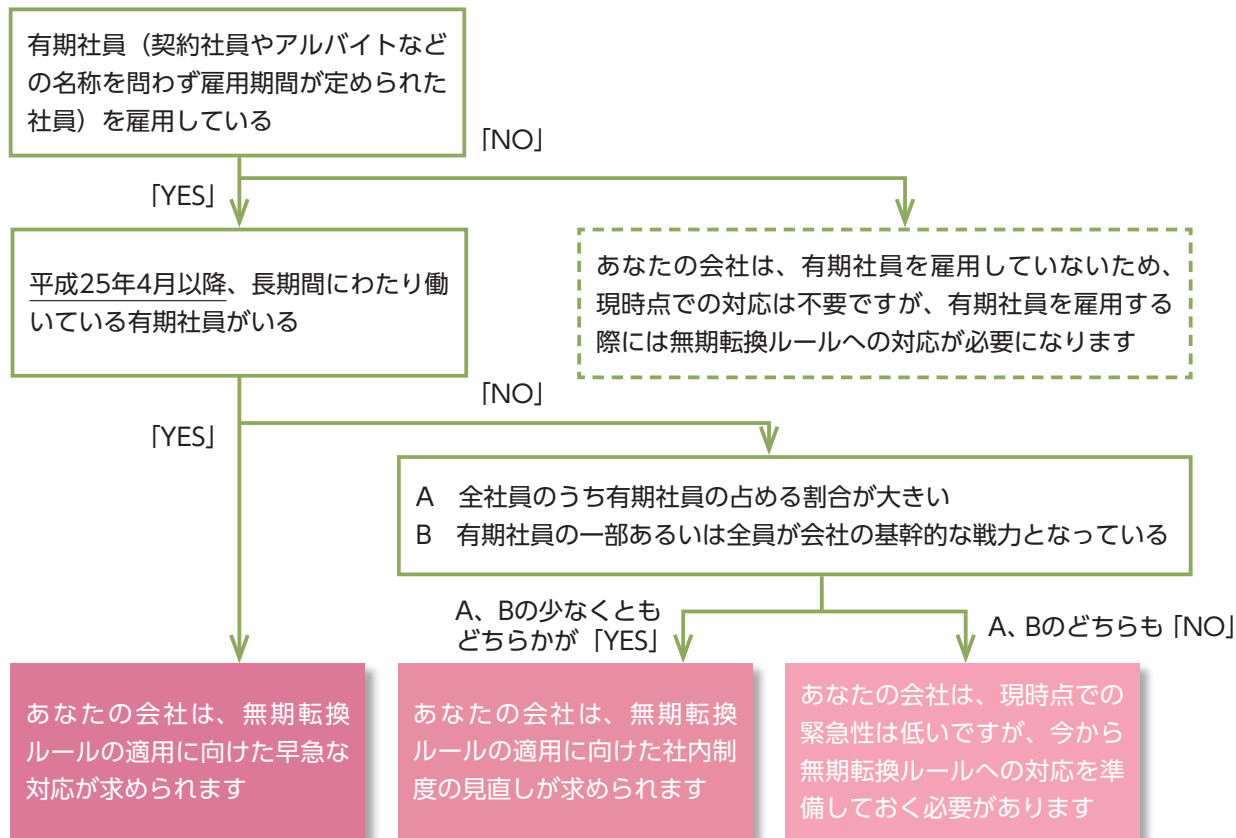 有期社員（契約社員やアルバイトなど
の名称を問わず雇用期間が定められた
社員）を雇用している
「NO」
「YES」
平成25年4月以降、長期間にわたり働
いている有期社員がいる
あなたの会社は、有期社員を雇用していないため、
現時点での対応は不要ですが、有期社員を雇用する
際には無期転換ルールへの対応が必要になります
「NO」
「YES」
A　全社員のうち有期社員の占める割合が大きい
B　有期社員の一部あるいは全員が会社の基幹的な戦力となっている
A、Bの少なくとも
どちらかが「YES」
A、Bのどちらも「NO」
あなたの会社は、無期転換
ルールの適用に向けた早急な
対応が求められます
あなたの会社は、無期転換
ルールの適用に向けた社内制
度の見直しが求められます
あなたの会社は、現時点での
緊急性は低いですが、今から
無期転換ルールへの対応を準
備しておく必要があります